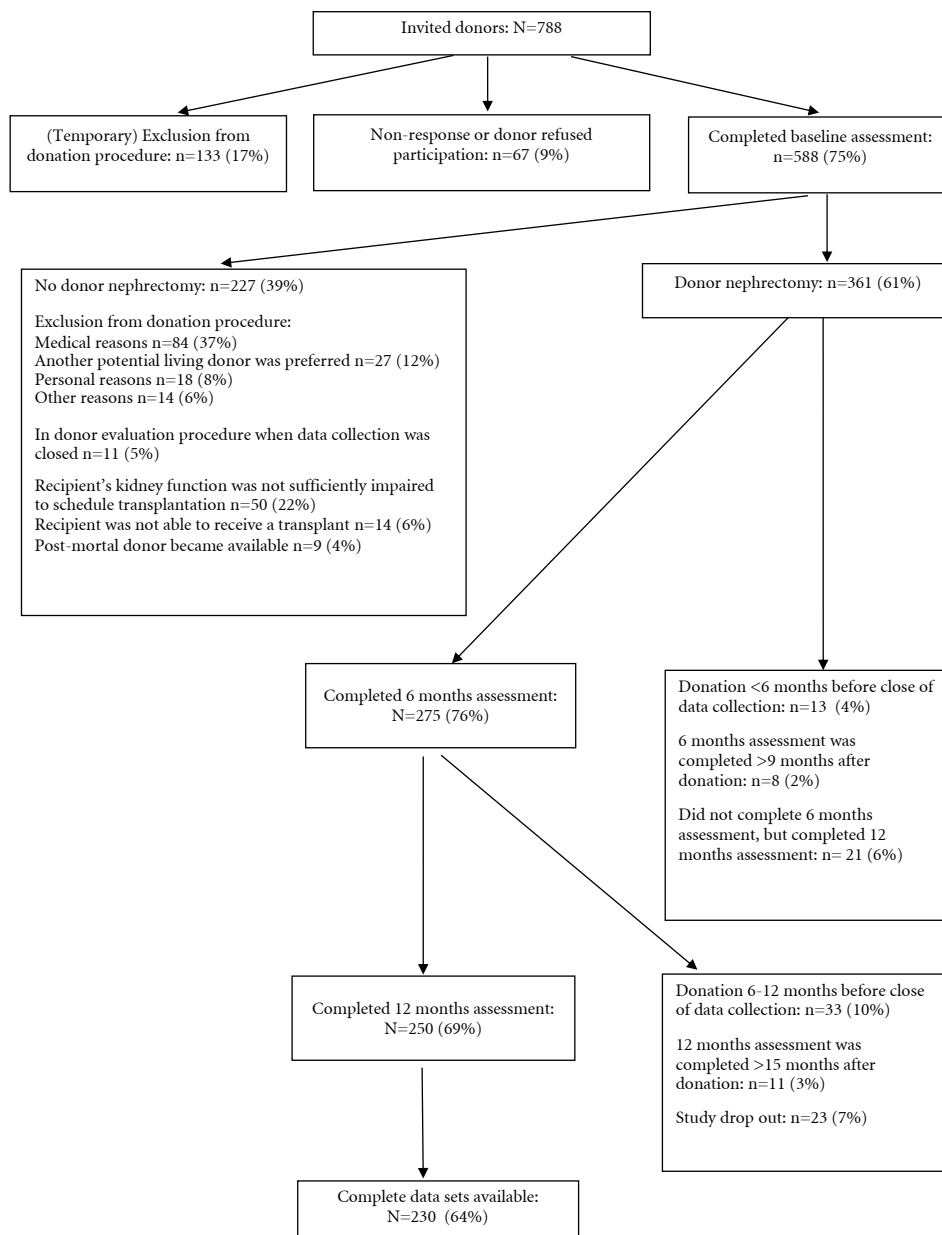 Invited donors: N=788
(Temporary) Exclusion from
donation procedure: n=133 (17%)
Non-response or donor refused
participation: n=67 (9%)
Completed baseline assessment:
n=588 (75%)
No donor nephrectomy: n=227 (39%)
Exclusion from donation procedure:
Medical reasons n=84 (37%)
Another potential living donor was preferred n=27 (12%)
Personal reasons n=18 (8%)
Other reasons n=14 (6%)
In donor evaluation procedure when data collection was
closed n=11 (5%)
Recipient's kidney function was not sufficiently impaired
to schedule transplantation n=50 (22%)
Recipient was not able to receive a transplant n=14 (6%)
Post-mortal donor became available n=9 (4%)
Donor nephrectomy: n=361 (61%)
Completed 6 months assessment:
N=275 (76%)
Donation <6 months before close of
data collection: n=13 (4%)
6 months assessment was
completed >9 months after
donation: n=8 (2%)
Did not complete 6 months
assessment, but completed 12
months assessment: n= 21 (6%)
Completed 12 months assessment:
N=250 (69%)
Donation 6-12 months before close
of data collection: n=33 (10%)
12 months assessment was
completed >15 months after
donation: n=11 (3%)
Study drop out: n=23 (7%)
Complete data sets available:
N=230 (64%)